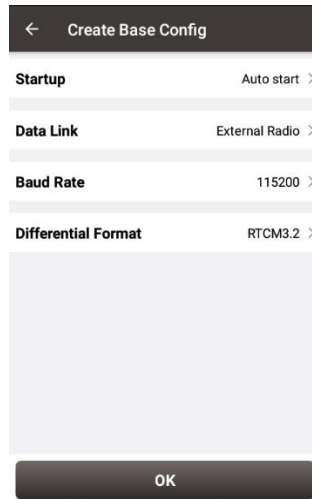 Create Base Config
Startup Auto start
Data Link External Radio
Baud Rate 115200
Differential Format RTCM3.2
OK